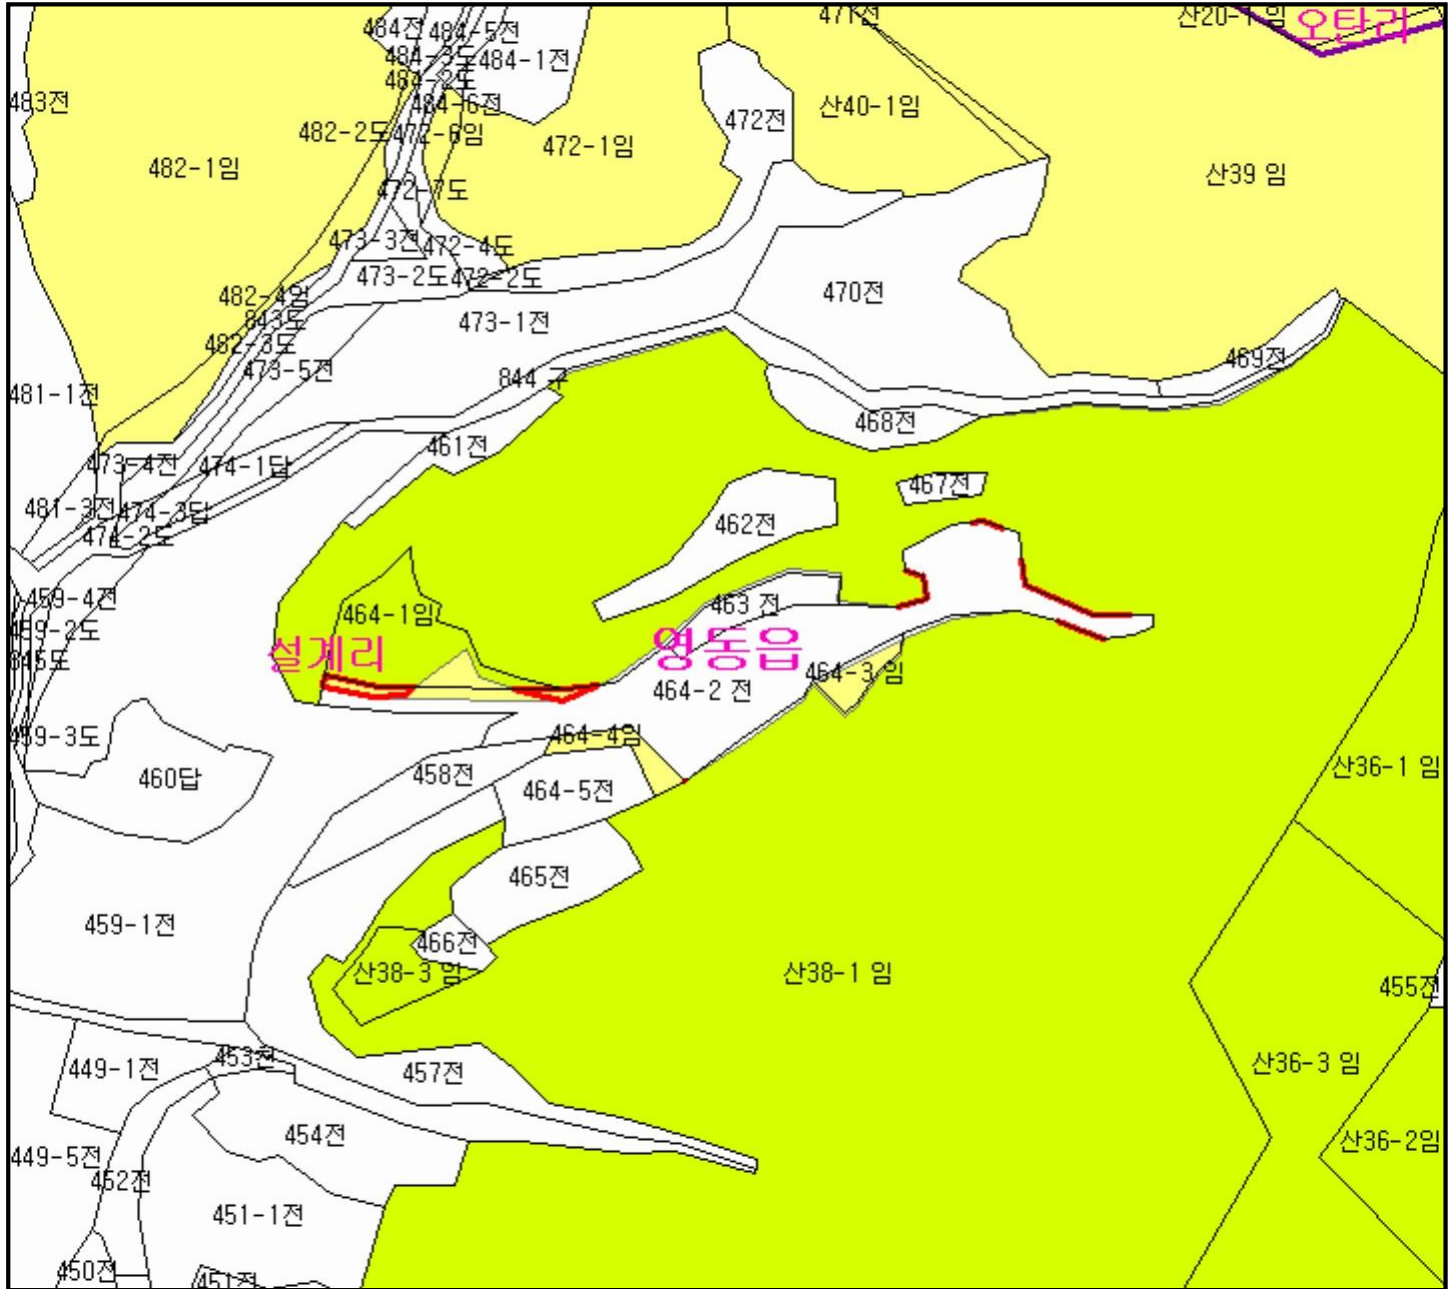 484전
484-5전
471전
산20-1임
오탄리
484-3도
484-1전
484-2도
483전
484-6전
산40-1임
482-2도
472-6임
472-1임
472전
482-1임
산39 임
472-7도
473-3전
472-4도
473-2도
472-2도
470전
482-4임
843도
473-1전
482-3도
473-5전
469전
844 구
481-1전
468전
461전
473-4전
474-1답
467전
481-3전
474-3답
462전
474-2도
459-4전
463 전
464-1임
459-2도
845도
설계리
영동읍
464-3 임
464-2 전
459-3도
464-4임
산36-1 임
458전
460답
464-5전
465전
459-1전
466전
산38-3 임
산38-1 임
455전
453전
449-1전
457전
산36-3 임
454전
산36-2임
449-5전
452전
451-1전
450전
451전